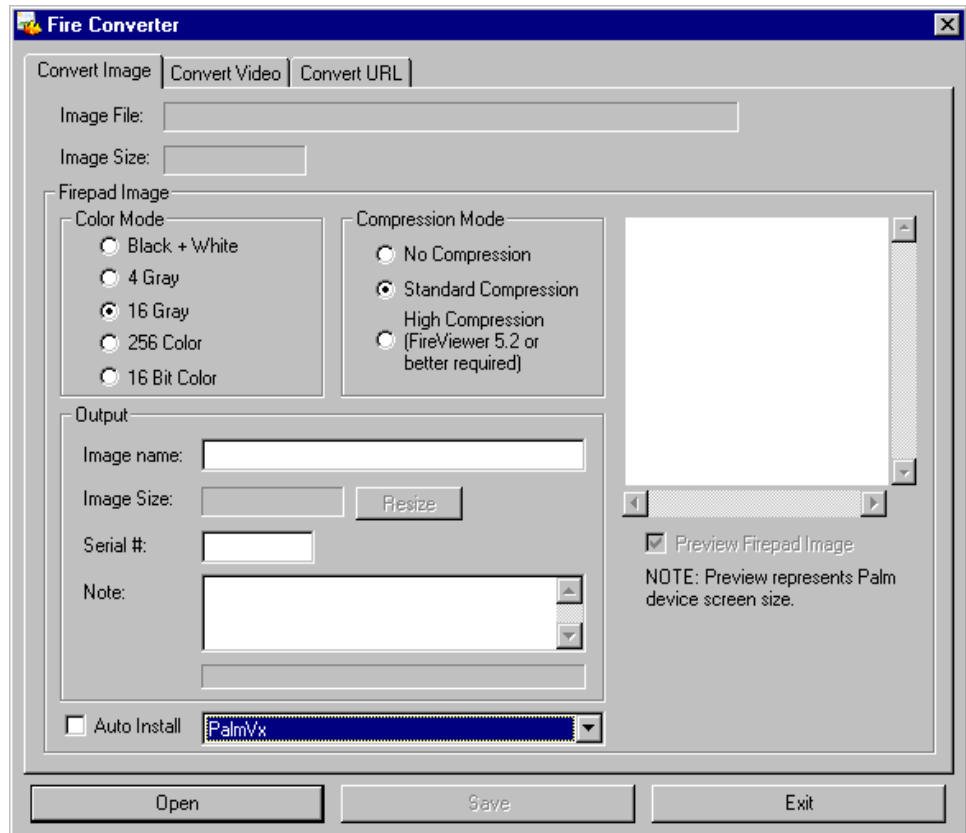 Fire Converter
Convert Image
Convert Video
Convert URL
Image File:
Image Size:
Firepad Image
Color Mode
Black + White
4 Gray
16 Gray
256 Color
16 Bit Color
Compression Mode
No Compression
Standard Compression
High Compression
(FireViewer 5.2 or
better required)
Output
Image name:
Image Size:
Resize
Serial #:
Note:
Preview Firepad Image
NOTE: Preview represents Palm
device screen size.
Auto Install
PalmVx
Open
Save
Exit